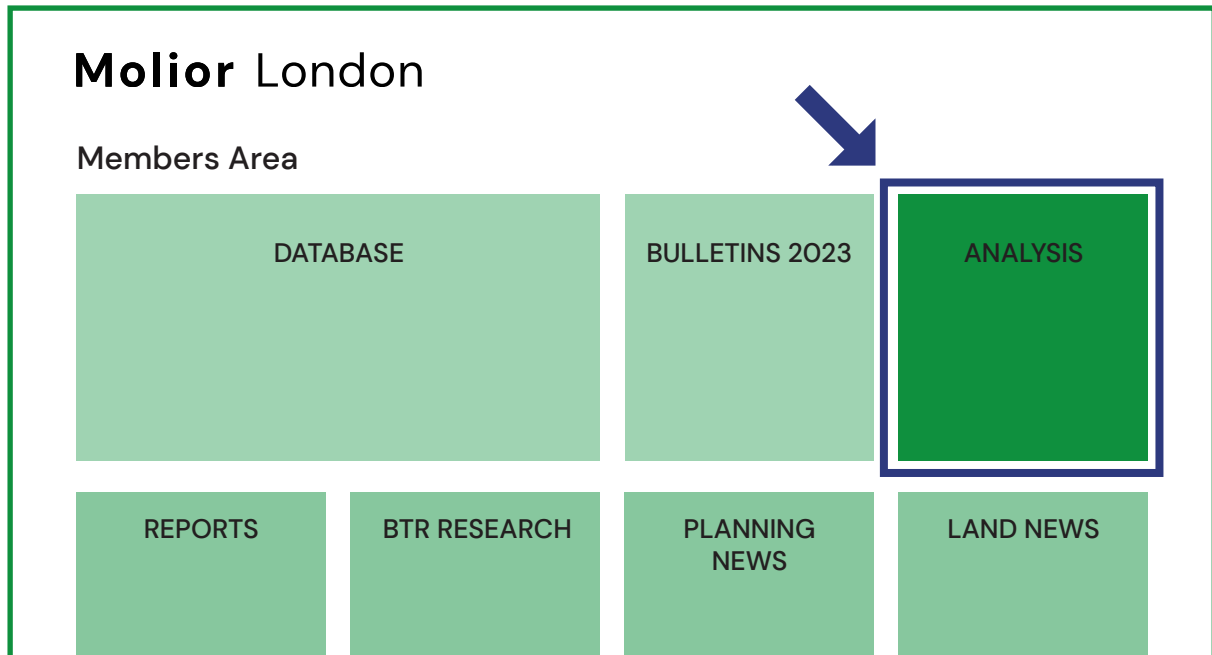 Molior London
Members Area
DATABASE
BULLETINS 2023
ANALYSIS
REPORTS
BTR RESEARCH
PLANNING
NEWS
LAND NEWS